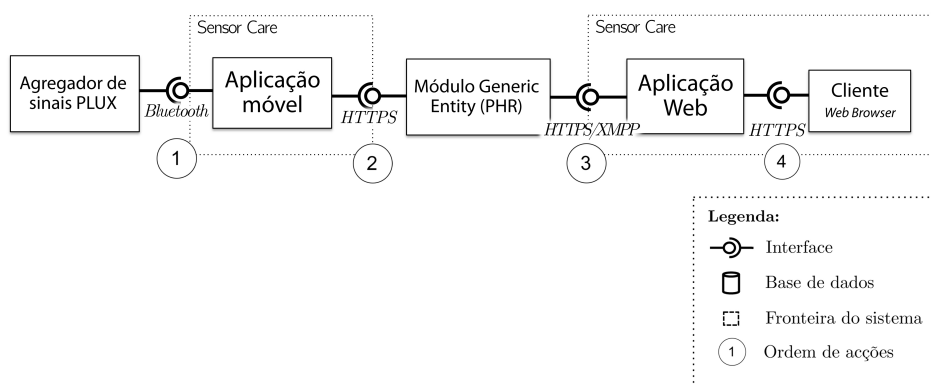 Sensor Care
Sensor Care
Agregador de
sinais PLUX
Bluetooth
Aplicação
móvel
HTTPS
Módulo Generic
Entity (PHR)
HTTPS/XMPP
Aplicação
Web
HTTPS
Cliente
Web Browser
1
2
3
4
Legenda:
Interface
Base de dados
Fronteira do sistema
1 Ordem de acções